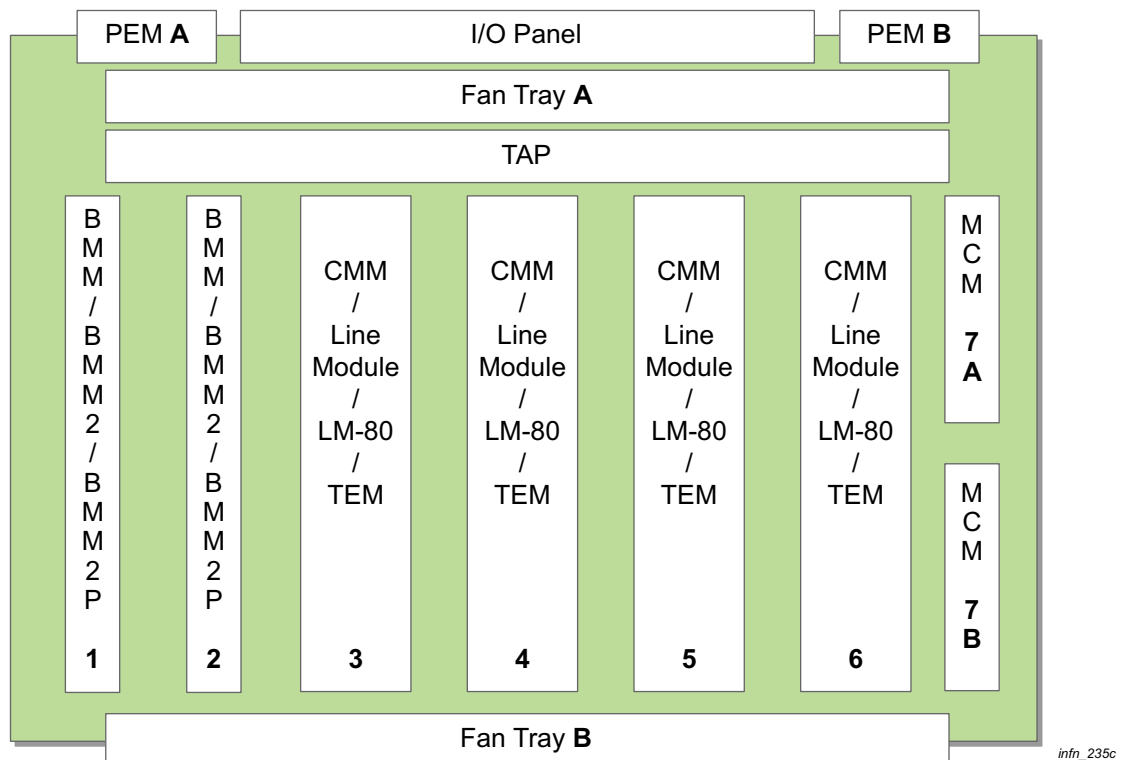 PEM A
I/O Panel
PEM B
Fan Tray A
TAP
B
M
M
/
B
M
M
2
/
B
M
M
2
P
1
B
M
M
/
B
M
M
2
/
B
M
M
2
P
2
CMM
/
Line
Module
/
LM-80
/
TEM
3
CMM
/
Line
Module
/
LM-80
/
TEM
4
CMM
/
Line
Module
/
LM-80
/
TEM
5
CMM
/
Line
Module
/
LM-80
/
TEM
6
M
C
M
7
A
M
C
M
7
B
Fan Tray B
infn_235c